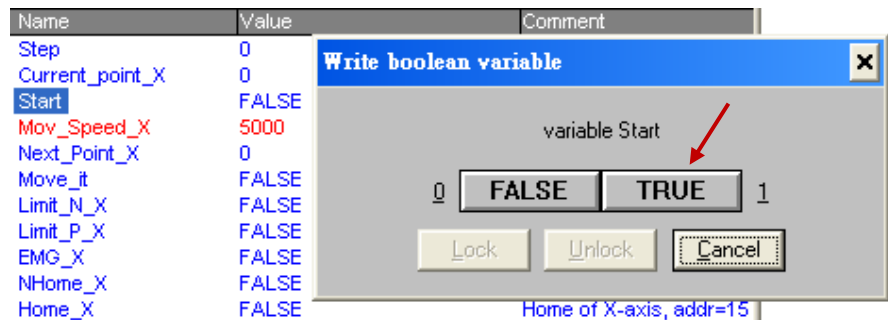 Name Value Comment
Step 0
Current_point_X 0
Start FALSE
Mov_Speed_X 5000
Next_Point_X 0
Move_it FALSE
Limit_N_X FALSE
Limit_P_X FALSE
EMG_X FALSE
NHome_X FALSE
Home_X FALSE Home of X-axis, addr=15
Write boolean variable
variable Start
0 FALSE TRUE 1
Lock Unlock Cancel